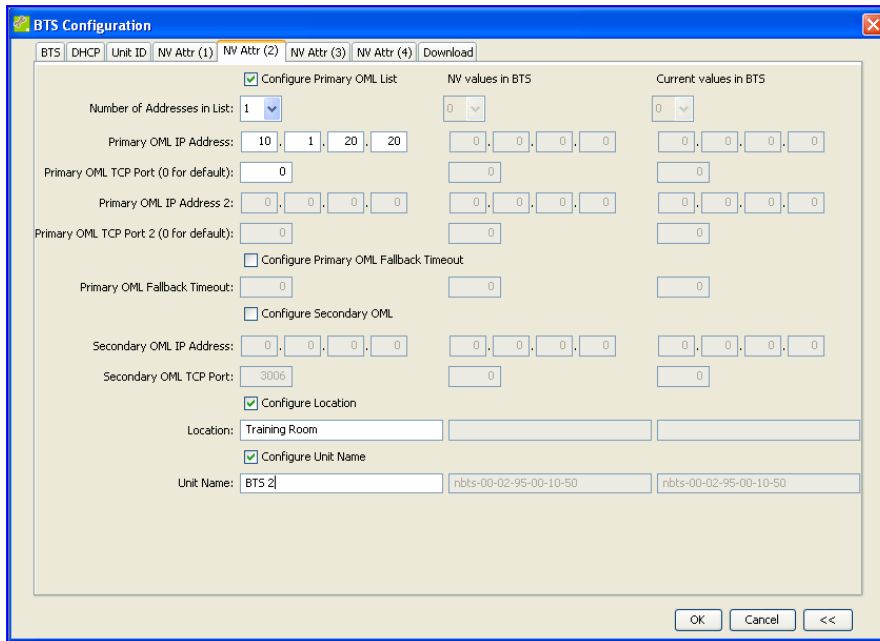 BTS Configuration
BTS DHCP Unit ID NV Attr (1) NV Attr (2) NV Attr (3) NV Attr (4) Download
Configure Primary OML List NV values in BTS Current values in BTS
Number of Addresses in List: 1 0 0
Primary OML IP Address: 10 . 1 . 20 . 20 0 . 0 . 0 . 0 0 . 0 . 0 . 0
Primary OML TCP Port (0 for default): 0 0 0
Primary OML IP Address 2: 0 . 0 . 0 . 0 0 . 0 . 0 . 0 0 . 0 . 0 . 0
Primary OML TCP Port 2 (0 for default): 0 0 0
Configure Primary OML Fallback Timeout
Primary OML Fallback Timeout: 0 0 0
Configure Secondary OML
Secondary OML IP Address: 0 . 0 . 0 . 0 0 . 0 . 0 . 0 0 . 0 . 0 . 0
Secondary OML TCP Port: 3006 0 0
Configure Location
Location: Training Room
Configure Unit Name
Unit Name: BTS 2 nbts-00-02-95-00-10-50 nbts-00-02-95-00-10-50
OK Cancel <<